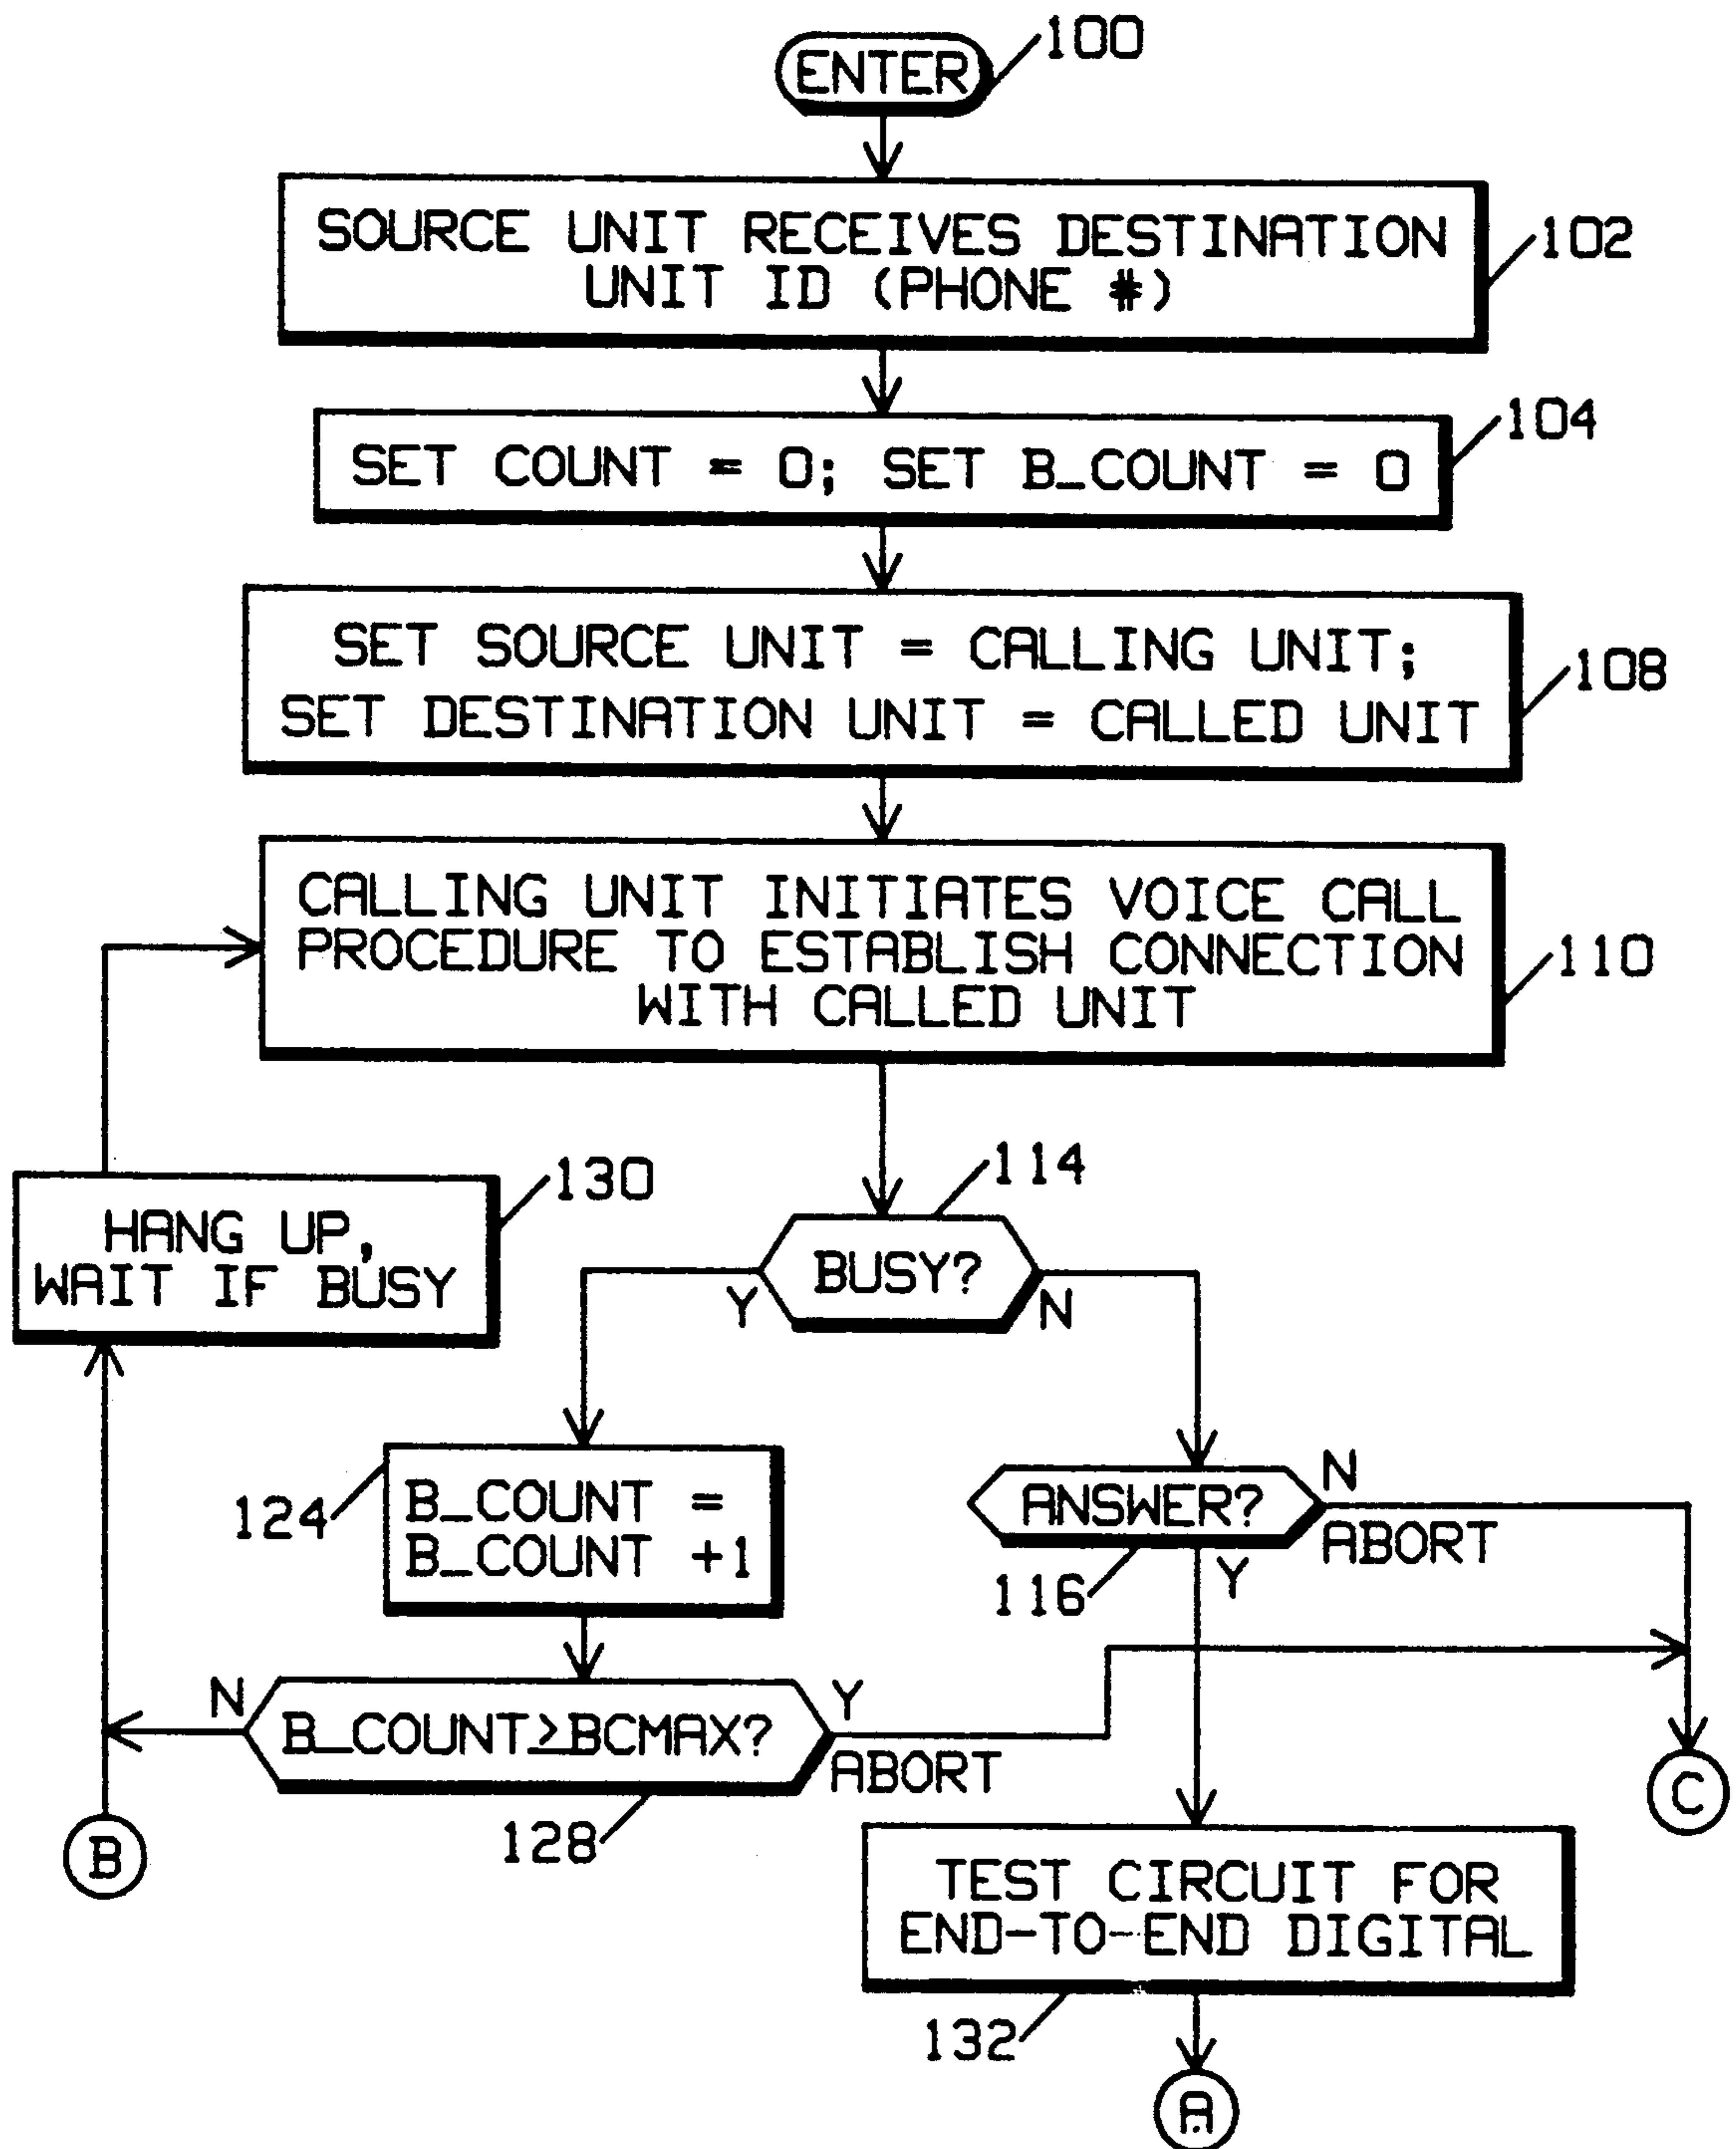 100
ENTER
SOURCE UNIT RECEIVES DESTINATION
UNIT ID (PHONE #)
102
104
SET COUNT = 0; SET B_COUNT = 0
SET SOURCE UNIT = CALLING UNIT;
SET DESTINATION UNIT = CALLED UNIT
108
CALLING UNIT INITIATES VOICE CALL
PROCEDURE TO ESTABLISH CONNECTION
WITH CALLED UNIT
110
114
130
HANG UP,
WAIT IF BUSY
BUSY?
Y
N
124
B_COUNT =
B_COUNT +1
ANSWER?
N
ABORT
116
Y
N
B_COUNT≥BCMAX?
Y
ABORT
128
B
C
TEST CIRCUIT FOR
END-TO-END DIGITAL
132
A